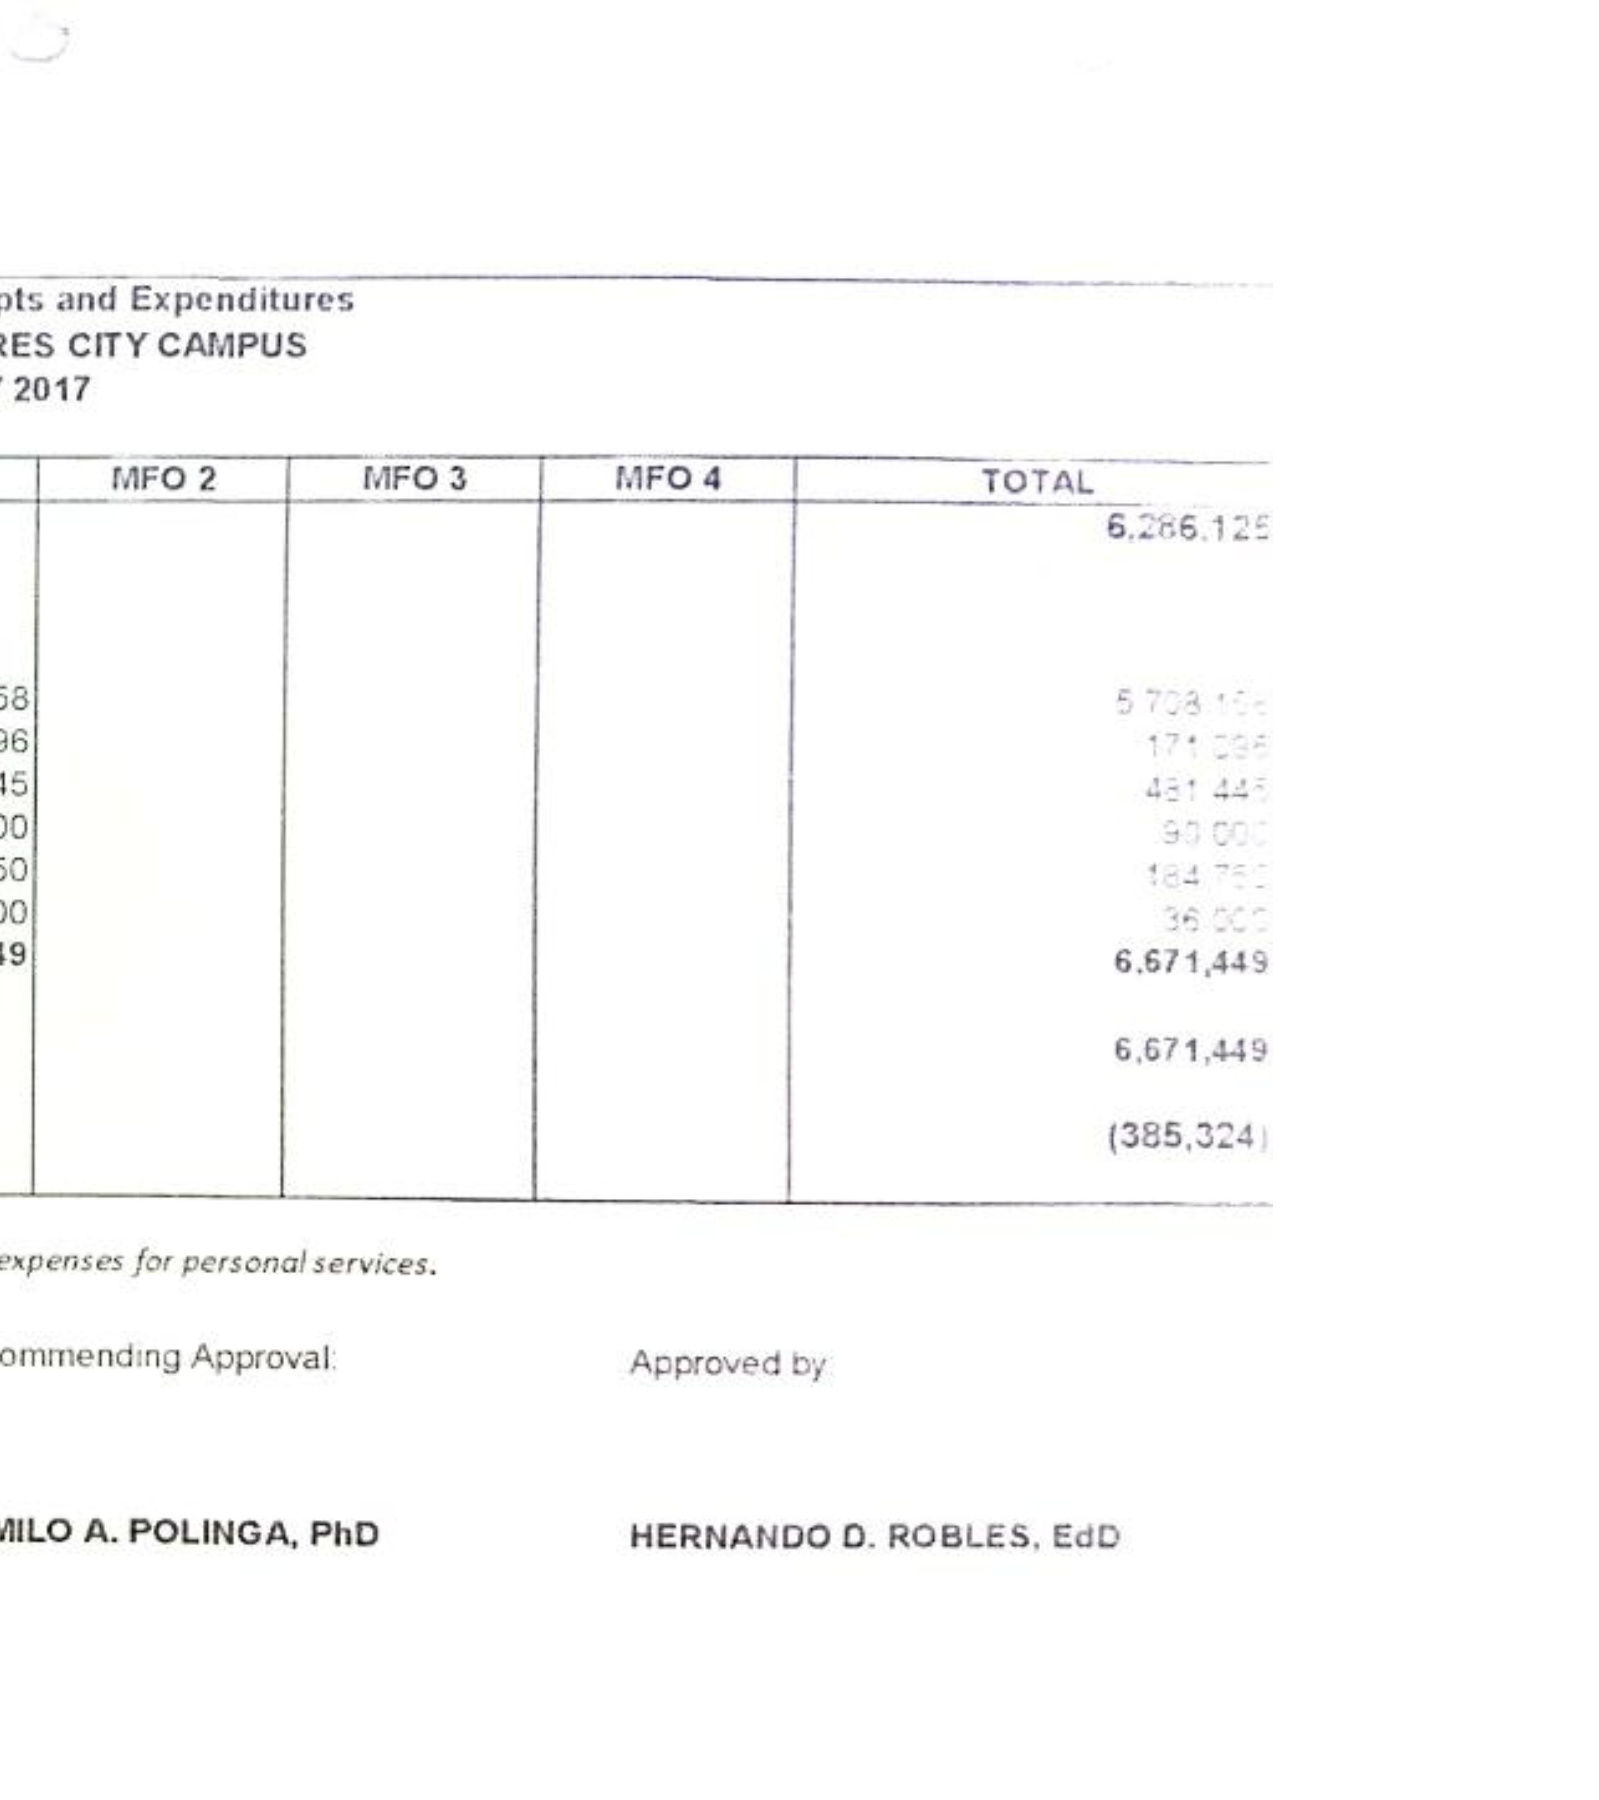 pts and Expenditures
RES CITY CAMPUS
Y 2017
MFO 2 MFO 3 MFO 4 TOTAL
6,286,125
58 5 708 158
96 171 096
45 481 445
00 90 000
50 184 750
00 36 000
49 6,671,449
6,671,449
(385,324)
expenses for personal services.
ommending Approval: Approved by
MILO A. POLINGA, PhD HERNANDO D. ROBLES, EdD